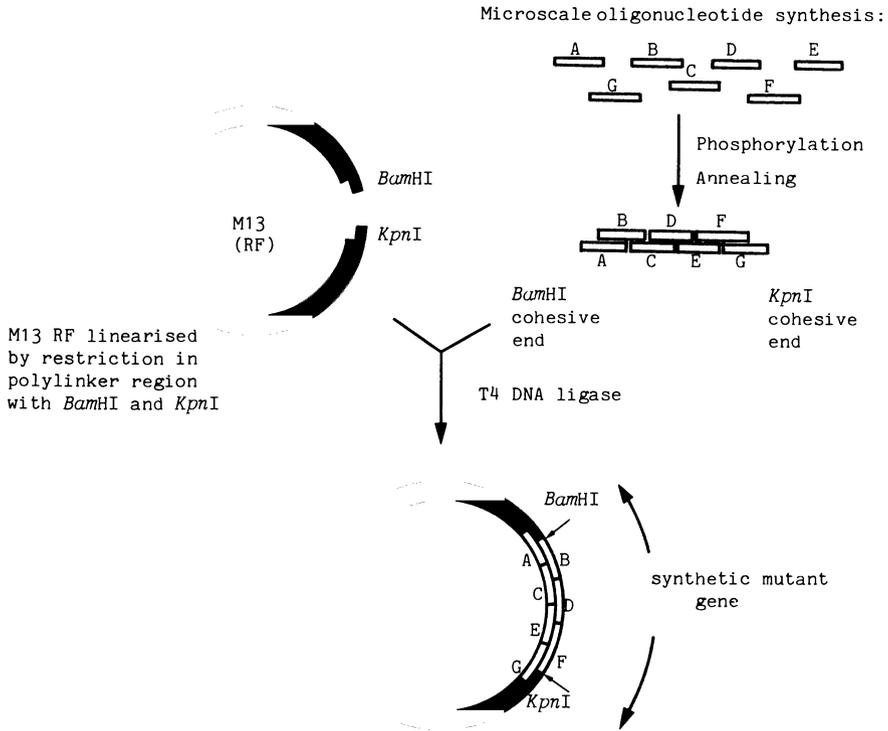 Microscale oligonucleotide synthesis:
A B D E
C
G F
Phosphorylation
Annealing
BamHI
M13
(RF)
KpnI
B D F
A C E G
BamHI
cohesive
end
KpnI
cohesive
end
M13 RF linearised
by restriction in
polylinker region
with BamHI and KpnI
T4 DNA ligase
BamHI
A B
C D
E
G F
KpnI
synthetic mutant
gene